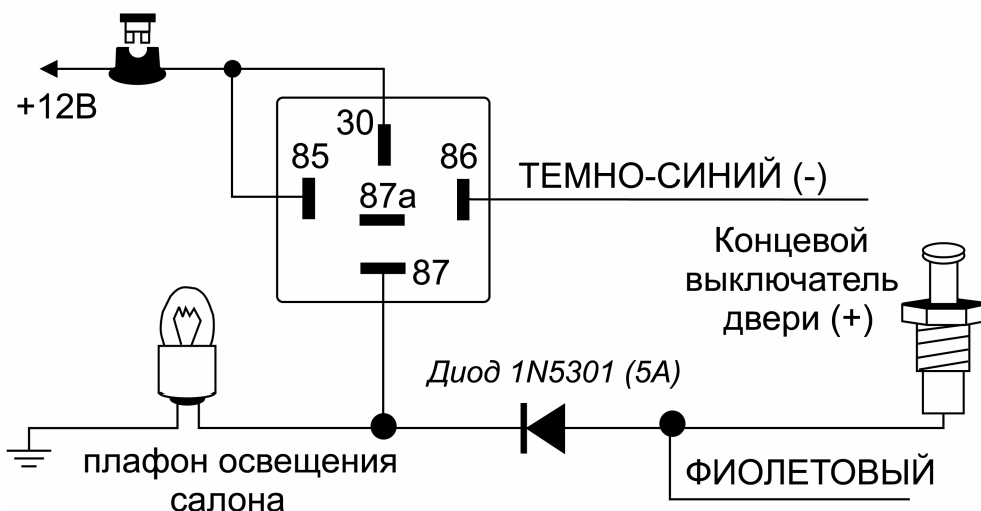 +12В
30
85
86
87а
87
ТЕМНО-СИНИЙ (-)
Концевой
выключатель
двери (+)
Диод 1N5301 (5А)
плафон освещения
салона
ФИОЛЕТОВЫЙ